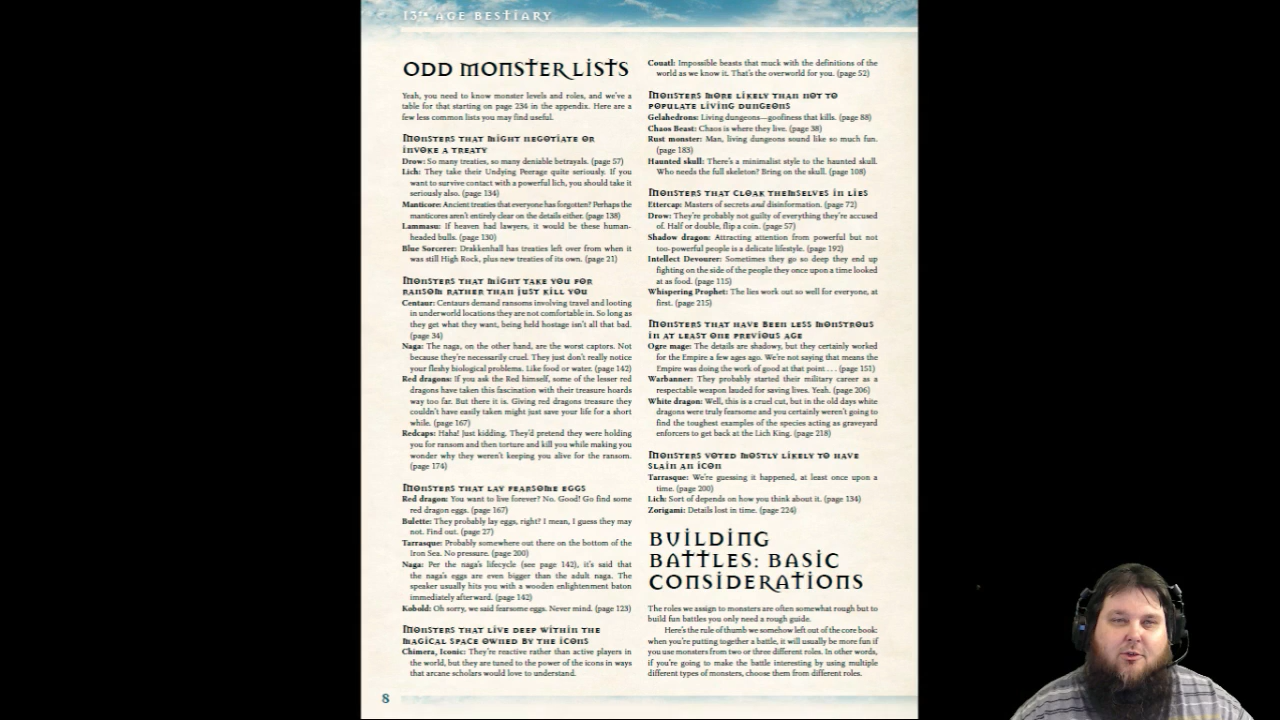 13th AGE BESTIARY
ODD MONSTER LISTS
Yeah, you need to know monster levels and roles, and we've a
table for that starting on page 234 in the appendix. Here are a
few less common lists you may find useful.
MONSTERS THAT MIGHT NEGOTIATE OR
INVOKE A TREATY
Drow: So many treaties, so many deniable betrayals. (page 57)
Lich: They take their Undying Peerage quite seriously. If you
want to survive contact with a powerful lich, you should take it
seriously also. (page 134)
Manticore: Ancient treaties that everyone has forgotten? Perhaps the
manticores aren't entirely clear on the details either. (page 138)
Lammasu: If heaven had lawyers, it would be these human-
headed bulls. (page 130)
Blue Sorcerer: Drakkenhall has treaties left over from when it
was still High Rock, plus new treaties of its own. (page 21)
MONSTERS THAT MIGHT TAKE YOU FOR
RANSOM RATHER THAN JUST KILL YOU
Centaur: Centaurs demand ransoms involving travel and looting
in underworld locations they are not comfortable in. So long as
they get what they want, being held hostage isn't all that bad.
(page 34)
Naga: The naga, on the other hand, are the worst captors. Not
because they're necessarily cruel. They just don't really notice
your fleshy biological problems. Like food or water. (page 142)
Red dragons: If you ask the Red himself, some of the lesser red
dragons have taken this fascination with their treasure hoards
way too far. But there it is. Giving red dragons treasure they
couldn't have easily taken might just save your life for a short
while. (page 167)
Redcaps: Haha! Just kidding. They'd pretend they were holding
you for ransom and then torture and kill you while making you
wonder why they weren't keeping you alive for the ransom.
(page 174)
MONSTERS THAT LAY FEARSOME EGGS
Red dragon: You want to live forever? No. Good! Go find some
red dragon eggs. (page 167)
Bulette: They probably lay eggs, right? I mean, I guess they may
not. Find out. (page 27)
Tarrasque: Probably somewhere out there on the bottom of the
Iron Sea. No pressure. (page 200)
Naga: Per the naga's lifecycle (see page 142), it's said that
the naga's eggs are even bigger than the adult naga. The
speaker usually hits you with a wooden enlightenment baton
immediately afterward. (page 142)
Kobold: Oh sorry, we said fearsome eggs. Never mind. (page 123)
MONSTERS THAT LIVE DEEP WITHIN THE
MAGICAL SPACE OWNED BY THE ICONS
Chimera, Iconic: They're reactive rather than active players in
the world, but they are tuned to the power of the icons in ways
that arcane scholars would love to understand.
8
Couatl: Impossible beasts that muck with the definitions of the
world as we know it. That's the overworld for you. (page 52)
MONSTERS MORE LIKELY THAN NOT TO
POPULATE LIVING DUNGEONS
Gelahedrons: Living dungeons—goofiness that kills. (page 88)
Chaos Beast: Chaos is where they live. (page 38)
Rust monster: Man, living dungeons sound like so much fun.
(page 183)
Haunted skull: There's a minimalist style to the haunted skull.
Who needs the full skeleton? Bring on the skull. (page 108)
MONSTERS THAT CLOAK THEMSELVES IN LIES
Ettercap: Masters of secrets and disinformation. (page 72)
Drow: They're probably not guilty of everything they're accused
of. Half or double, flip a coin. (page 57)
Shadow dragon: Attracting attention from powerful but not
too-powerful people is a delicate lifestyle. (page 192)
Intellect Devourer: Sometimes they go so deep they end up
fighting on the side of the people they once upon a time looked
at as food. (page 115)
Whispering Prophet: The lies work out so well for everyone, at
first. (page 215)
MONSTERS THAT HAVE BEEN LESS MONSTROUS
IN AT LEAST ONE PREVIOUS AGE
Ogre mage: The details are shadowy, but they certainly worked
for the Empire a few ages ago. We're not saying that means the
Empire was doing the work of good at that point . . . (page 151)
Warbanner: They probably started their military career as a
respectable weapon lauded for saving lives. Yeah. (page 206)
White dragon: Well, this is a cruel cut, but in the old days white
dragons were truly fearsome and you certainly weren't going to
find the toughest examples of the species acting as graveyard
enforcers to get back at the Lich King. (page 218)
MONSTERS VOTED MOSTLY LIKELY TO HAVE
SLAIN AN ICON
Tarrasque: We're guessing it happened, at least once upon a
time. (page 200)
Lich: Sort of depends on how you think about it. (page 134)
Zorigami: Details lost in time. (page 224)
BUILDING
BATTLES: BASIC
CONSIDERATIONS
The roles we assign to monsters are often somewhat rough but to
build fun battles you only need a rough guide.
Here's the rule of thumb we somehow left out of the core book:
when you're putting together a battle, it will usually be more fun if
you use monsters from two or three different roles. In other words,
if you're going to make the battle interesting by using multiple
different types of monsters, choose them from different roles.